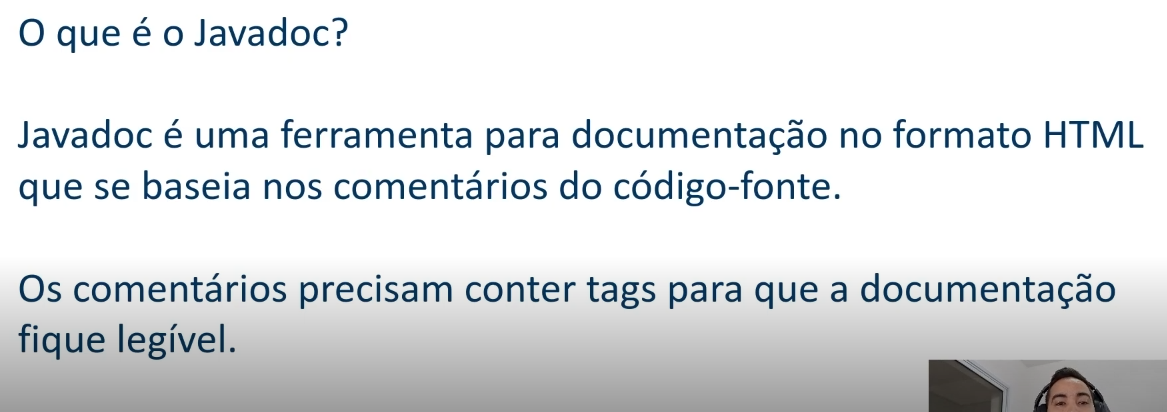 O que é o Javadoc?
Javadoc é uma ferramenta para documentação no formato HTML
que se baseia nos comentários do código-fonte.
Os comentários precisam conter tags para que a documentação
fique legível.